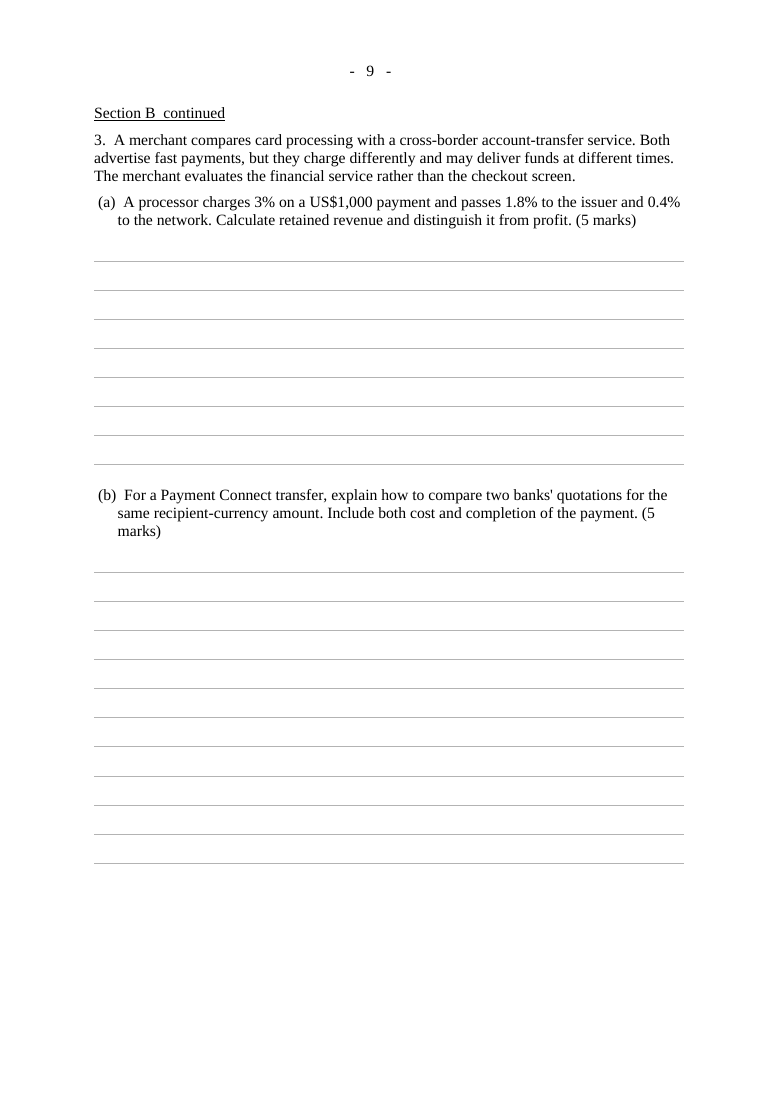 - 9 -
Section B continued
3. A merchant compares card processing with a cross-border account-transfer service. Both
advertise fast payments, but they charge differently and may deliver funds at different times.
The merchant evaluates the financial service rather than the checkout screen.
(a) A processor charges 3% on a US$1,000 payment and passes 1.8% to the issuer and 0.4%
to the network. Calculate retained revenue and distinguish it from profit. (5 marks)
(b) For a Payment Connect transfer, explain how to compare two banks' quotations for the
same recipient-currency amount. Include both cost and completion of the payment. (5
marks)